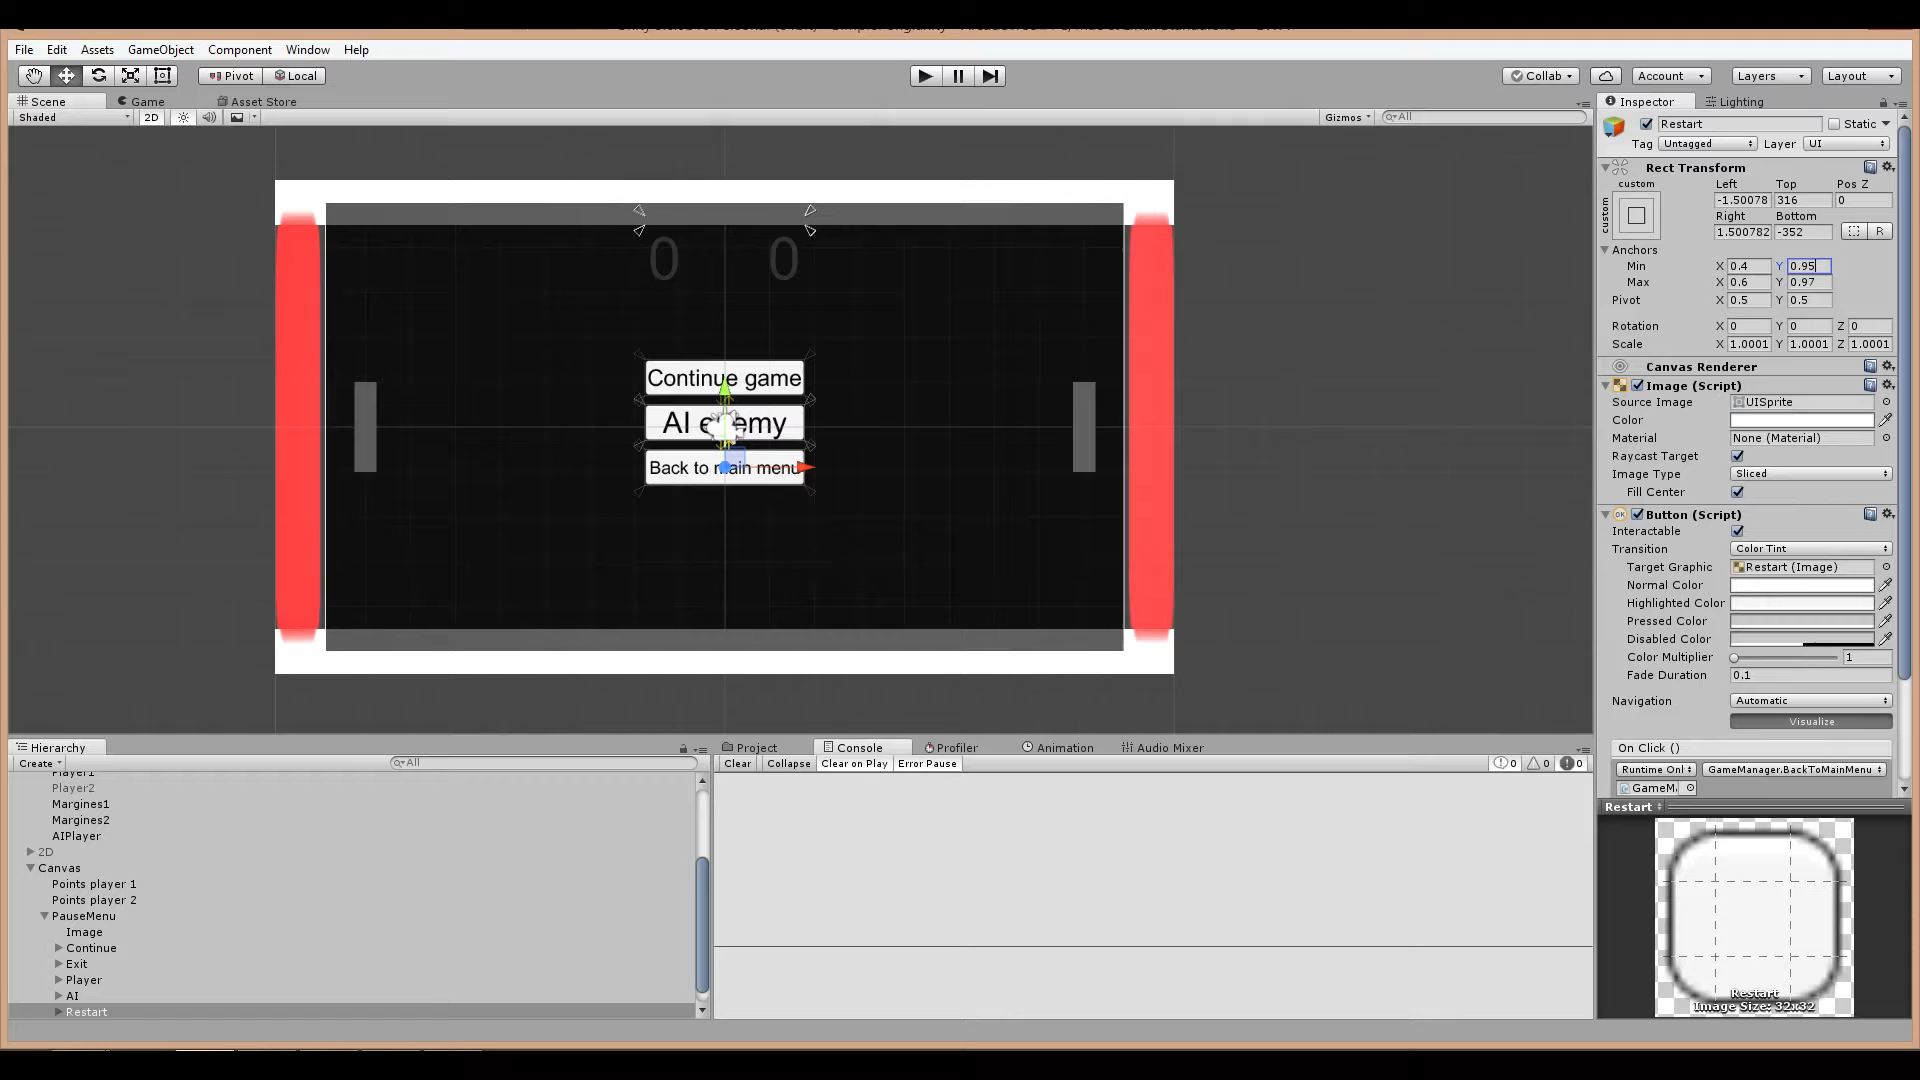 File Edit Assets GameObject Component Window Help
Pivot Local Collab Account Layers Layout
Scene Game Asset Store Inspector Lighting
Shaded 2D Gizmos All
Restart Static
Tag Untagged Layer UI
Rect Transform
custom Left Top Pos Z
custom -1.50078 316 0
Right Bottom
1.500782 -352 R
Anchors
Min X 0.4 Y 0.95
Max X 0.6 Y 0.97
Pivot X 0.5 Y 0.5
Rotation X 0 Y 0 Z 0
Scale X 1.0001 Y 1.0001 Z 1.0001
Canvas Renderer
Image (Script)
Source Image UISprite
Color
Material None (Material)
Raycast Target
Image Type Sliced
Fill Center
Button (Script)
Interactable
Transition Color Tint
Target Graphic Restart (Image)
Normal Color
Highlighted Color
Pressed Color
Disabled Color
Color Multiplier 1
Fade Duration 0.1
Navigation Automatic
Visualize
On Click ()
Runtime Onl GameManager.BackToMainMenu
GameM
Restart
Restart
Image Size: 32x32
0 0
Continue game
AI enemy
Back to main menu
Hierarchy
Create All
Player1
Player2
Margines1
Margines2
AIPlayer
2D
Canvas
Points player 1
Points player 2
PauseMenu
Image
Continue
Exit
Player
AI
Restart
Project Console Profiler Animation Audio Mixer
Clear Collapse Clear on Play Error Pause 0 0 0